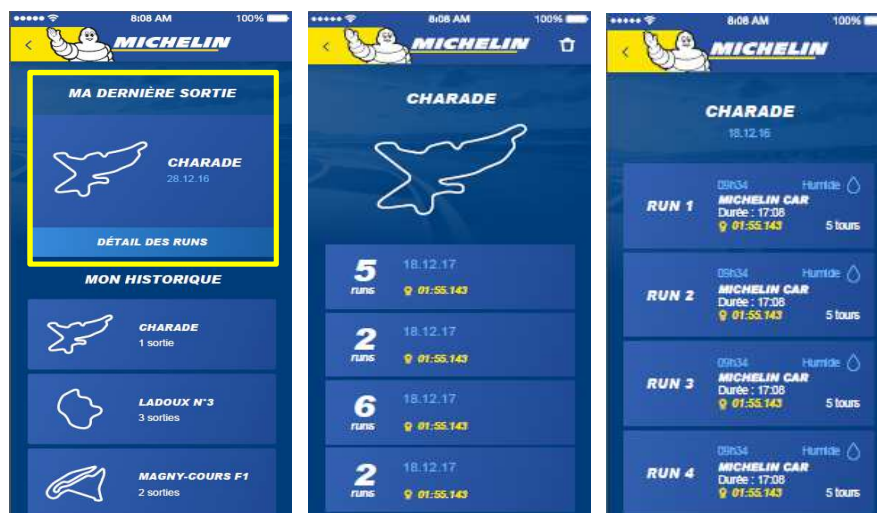 8:08 AM
100%
MICHELIN
MA DERNIÈRE SORTIE
CHARADE
28.12.16
DÉTAIL DES RUNS
MON HISTORIQUE
CHARADE
1 sortie
LADOUX N°3
3 sorties
MAGNY-COURS F1
2 sorties
8:08 AM
100%
MICHELIN
CHARADE
5 runs
18.12.17
01:55.143
2 runs
18.12.17
01:55.143
6 runs
18.12.17
01:55.143
2 runs
18.12.17
01:55.143
8:08 AM
100%
MICHELIN
CHARADE
18.12.16
RUN 1
09h34 Humide
MICHELIN CAR
Durée : 17:08
01:55.143 5 tours
RUN 2
09h34 Humide
MICHELIN CAR
Durée : 17:08
01:55.143 5 tours
RUN 3
09h34 Humide
MICHELIN CAR
Durée : 17:08
01:55.143 5 tours
RUN 4
09h34 Humide
MICHELIN CAR
Durée : 17:08
01:55.143 5 tours